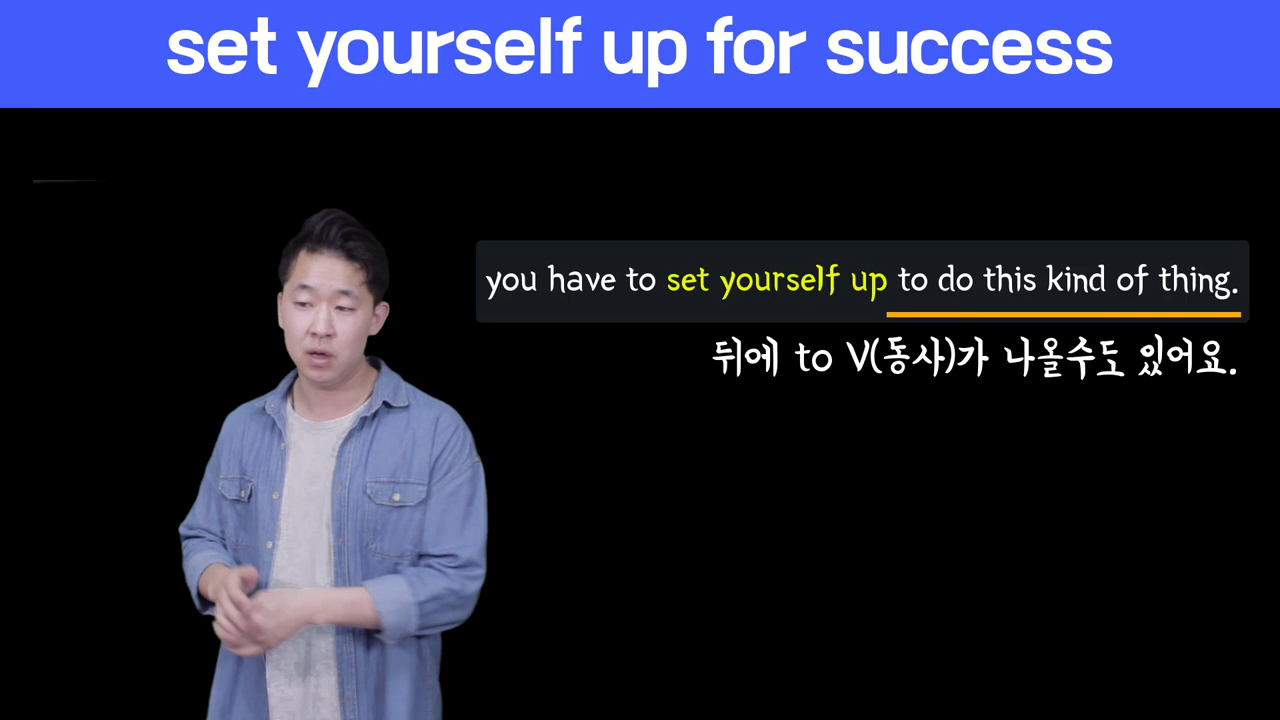 set yourself up for success
you have to set yourself up to do this kind of thing.
뒤에 to V(동사)가 나올수도 있어요.